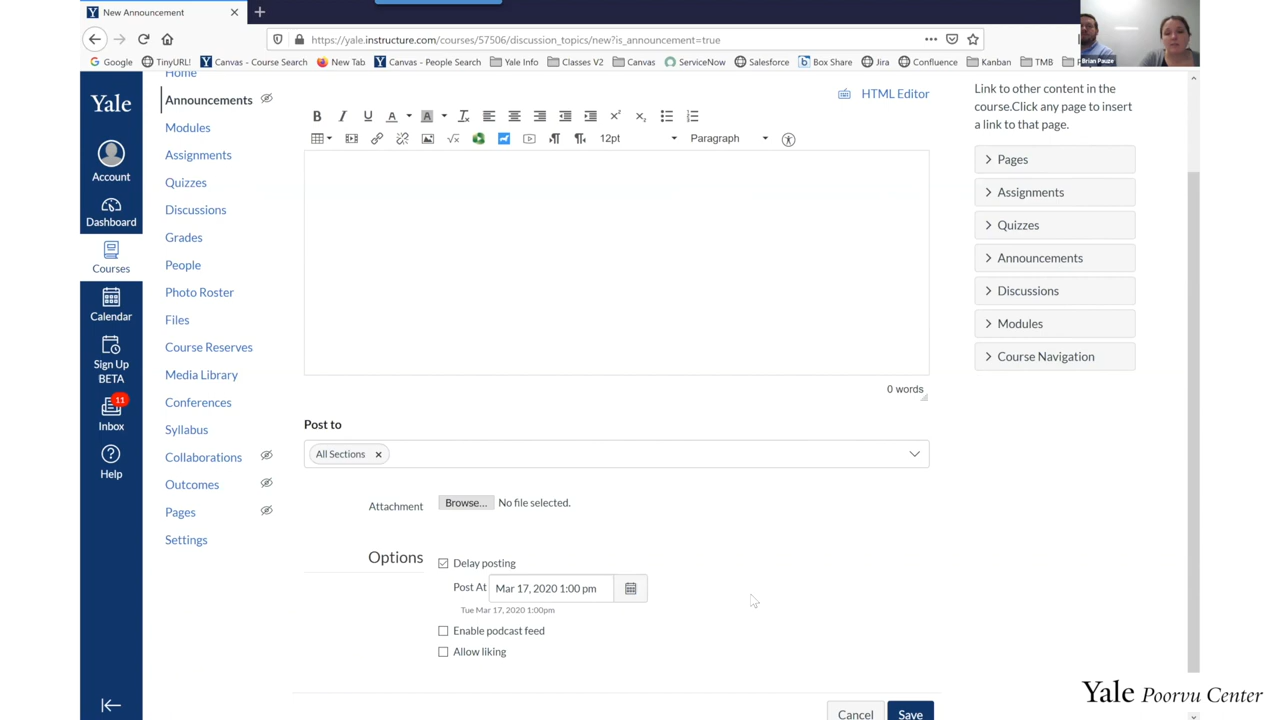 New Announcement
https://yale.instructure.com/courses/57506/discussion_topics/new?is_announcement=true
Google TinyURL! Canvas - Course Search New Tab Canvas - People Search Yale Info Classes V2 Canvas ServiceNow Salesforce Box Share Jira Confluence Kanban TMB
Brian Pauze
Yale
Account
Dashboard
Courses
Calendar
Sign Up
BETA
11
Inbox
Help
Home
Announcements
Modules
Assignments
Quizzes
Discussions
Grades
People
Photo Roster
Files
Course Reserves
Media Library
Conferences
Syllabus
Collaborations
Outcomes
Pages
Settings
HTML Editor
12pt Paragraph
0 words
Post to
All Sections
Attachment Browse... No file selected.
Options
Delay posting
Post At Mar 17, 2020 1:00 pm
Tue Mar 17, 2020 1:00pm
Enable podcast feed
Allow liking
Cancel Save
Link to other content in the
course.Click any page to insert
a link to that page.
Pages
Assignments
Quizzes
Announcements
Discussions
Modules
Course Navigation
Yale Poorvu Center